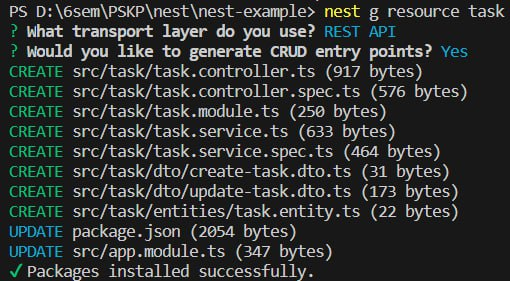 PS D:\6sem\PSKP\nest\nest-example> nest g resource task
? What transport layer do you use? REST API
? Would you like to generate CRUD entry points? Yes
CREATE src/task/task.controller.ts (917 bytes)
CREATE src/task/task.controller.spec.ts (576 bytes)
CREATE src/task/task.module.ts (250 bytes)
CREATE src/task/task.service.ts (633 bytes)
CREATE src/task/task.service.spec.ts (464 bytes)
CREATE src/task/dto/create-task.dto.ts (31 bytes)
CREATE src/task/dto/update-task.dto.ts (173 bytes)
CREATE src/task/entities/task.entity.ts (22 bytes)
UPDATE package.json (2054 bytes)
UPDATE src/app.module.ts (347 bytes)
✓ Packages installed successfully.